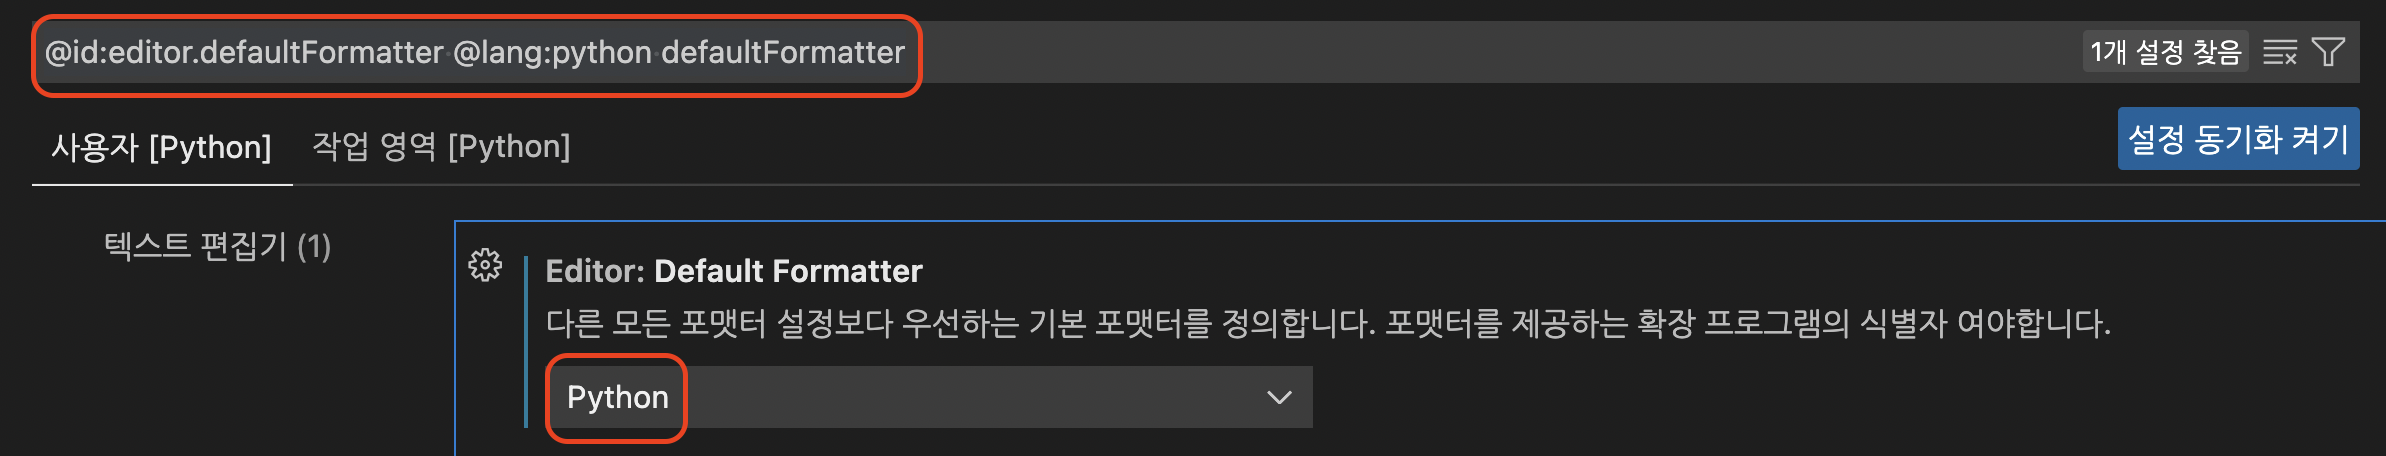 @id:editor.defaultFormatter @lang:python defaultFormatter
1개 설정 찾음
사용자 [Python]
작업 영역 [Python]
설정 동기화 켜기
텍스트 편집기 (1)
Editor: Default Formatter
다른 모든 포맷터 설정보다 우선하는 기본 포맷터를 정의합니다. 포맷터를 제공하는 확장 프로그램의 식별자 여야합니다.
Python